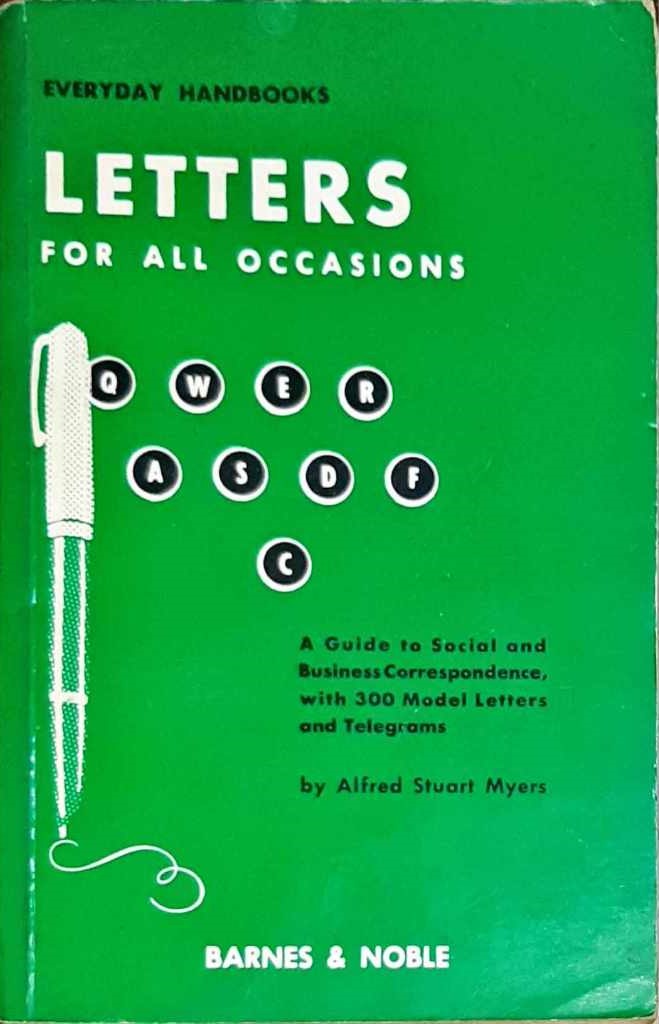 EVERYDAY HANDBOOKS
LETTERS
FOR ALL OCCASIONS
Q W E R
A S D F
C
A Guide to Social and
Business Correspondence,
with 300 Model Letters
and Telegrams
by Alfred Stuart Myers
BARNES & NOBLE